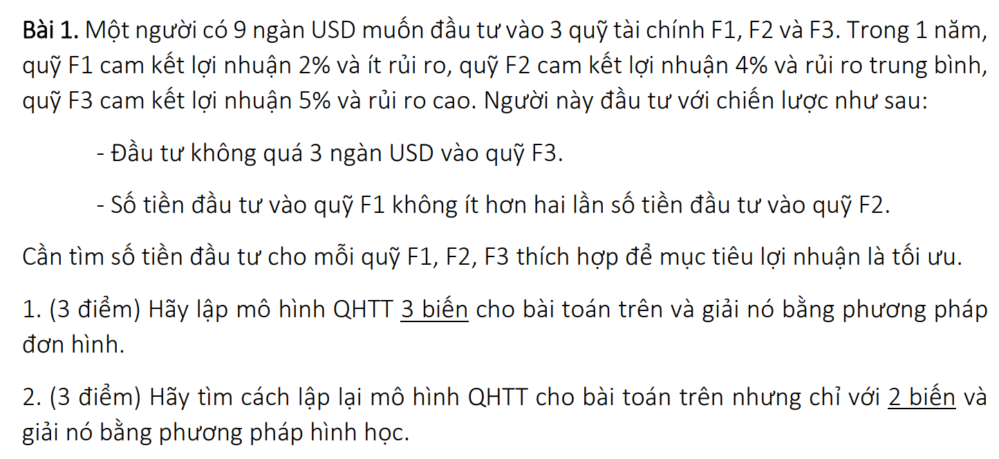 Bài 1. Một người có 9 ngàn USD muốn đầu tư vào 3 quỹ tài chính F1, F2 và F3. Trong 1 năm,
quỹ F1 cam kết lợi nhuận 2% và ít rủi ro, quỹ F2 cam kết lợi nhuận 4% và rủi ro trung bình,
quỹ F3 cam kết lợi nhuận 5% và rủi ro cao. Người này đầu tư với chiến lược như sau:
- Đầu tư không quá 3 ngàn USD vào quỹ F3.
- Số tiền đầu tư vào quỹ F1 không ít hơn hai lần số tiền đầu tư vào quỹ F2.
Cần tìm số tiền đầu tư cho mỗi quỹ F1, F2, F3 thích hợp để mục tiêu lợi nhuận là tối ưu.
1. (3 điểm) Hãy lập mô hình QHTT 3 biến cho bài toán trên và giải nó bằng phương pháp
đơn hình.
2. (3 điểm) Hãy tìm cách lập lại mô hình QHTT cho bài toán trên nhưng chỉ với 2 biến và
giải nó bằng phương pháp hình học.